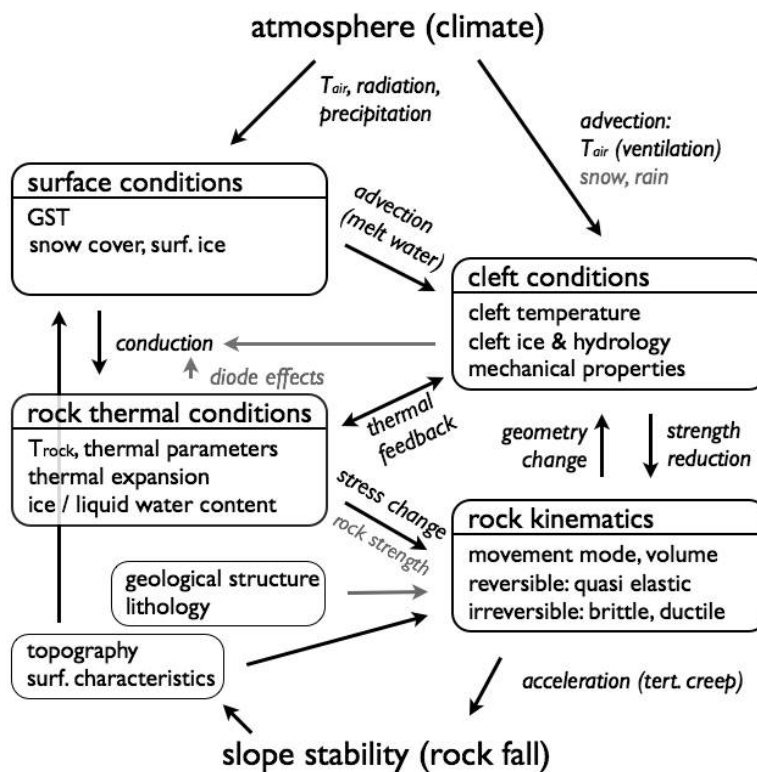 atmosphere (climate)
Tair, radiation,
precipitation
advection:
Tair (ventilation)
snow, rain
surface conditions
GST
snow cover, surf. ice
advection
(melt water)
cleft conditions
cleft temperature
cleft ice & hydrology
mechanical properties
conduction
diode effects
rock thermal conditions
Trock, thermal parameters
thermal expansion
ice / liquid water content
thermal
feedback
geometry
change
strength
reduction
stress change
rock strength
rock kinematics
movement mode, volume
reversible: quasi elastic
irreversible: brittle, ductile
geological structure
lithology
topography
surf. characteristics
acceleration (tert. creep)
slope stability (rock fall)